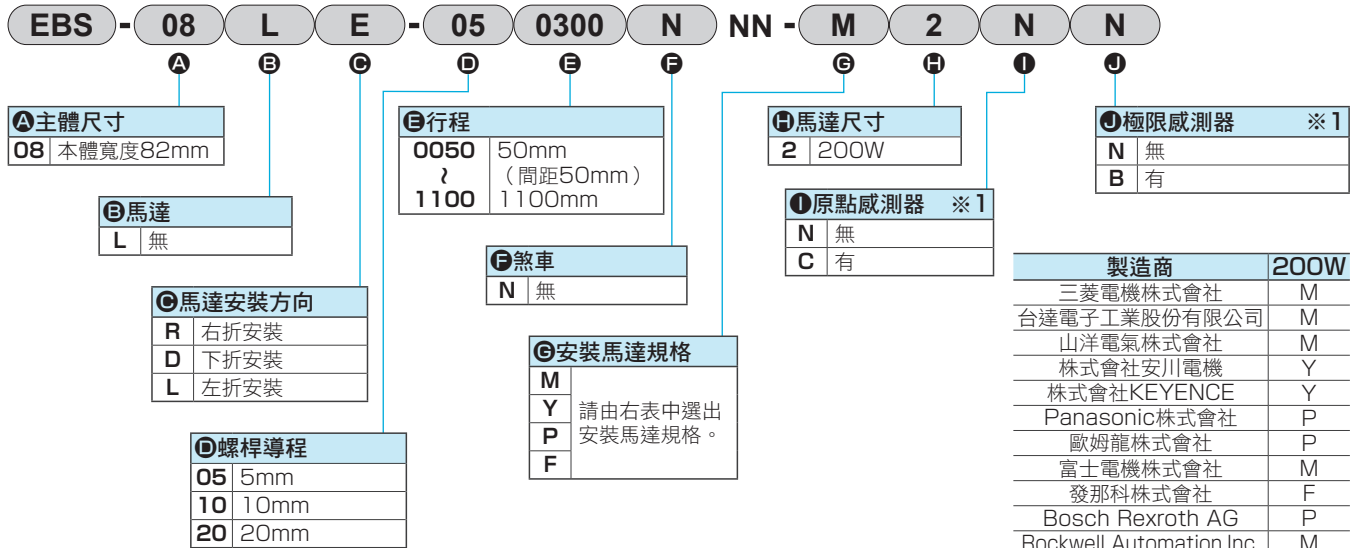 EBS - 08 L E - 05 0300 N NN - M 2 N N
A B C D E F G H I J
A主體尺寸
08 本體寬度82mm
B馬達
L 無
C馬達安裝方向
R 右折安裝
D 下折安裝
L 左折安裝
D螺桿導程
05 5mm
10 10mm
20 20mm
E行程
0050 50mm
~ (間距50mm)
1100 1100mm
F煞車
N 無
G安裝馬達規格
M
Y 請由右表中選出
P 安裝馬達規格。
F
H馬達尺寸
2 200W
I原點感測器 ※1
N 無
C 有
J極限感測器 ※1
N 無
B 有
製造商 200W
三菱電機株式會社 M
台達電子工業股份有限公司 M
山洋電氣株式會社 M
株式會社安川電機 Y
株式會社KEYENCE Y
Panasonic株式會社 P
歐姆龍株式會社 P
富士電機株式會社 M
發那科株式會社 F
Bosch Rexroth AG P
Rockwell Automation,Inc. M